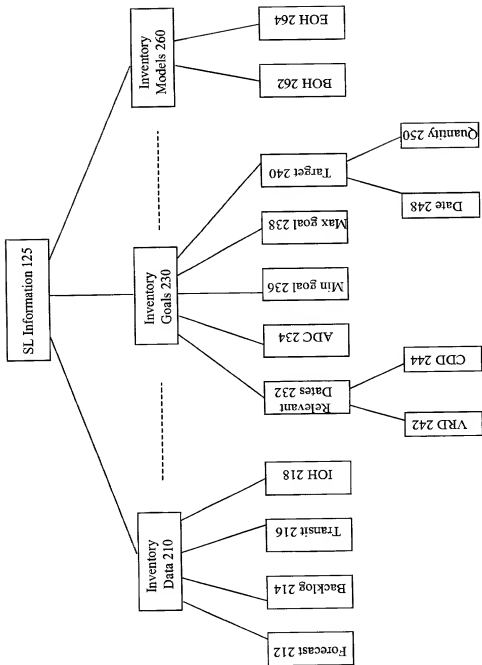 SL Information 125
Inventory
Data 210
Inventory
Goals 230
Inventory
Models 260
Forecast 212
Backlog 214
Transit 216
IOH 218
Relevant
Dates 232
ADC 234
Min goal 236
Max goal 238
Target 240
BOH 262
EOH 264
VRD 242
CDD 244
Date 248
Quantity 250